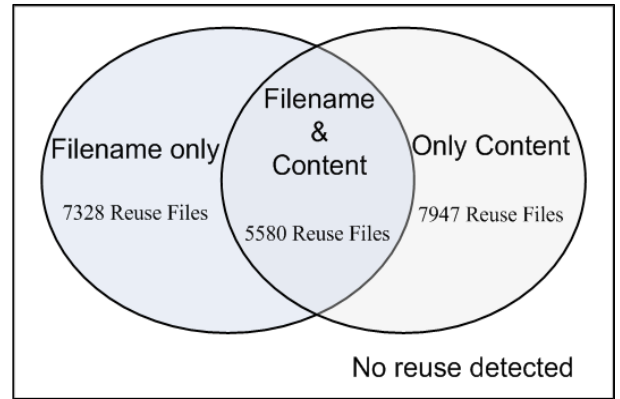 Filename only
7328 Reuse Files
Filename
&
Content
5580 Reuse Files
Only Content
7947 Reuse Files
No reuse detected